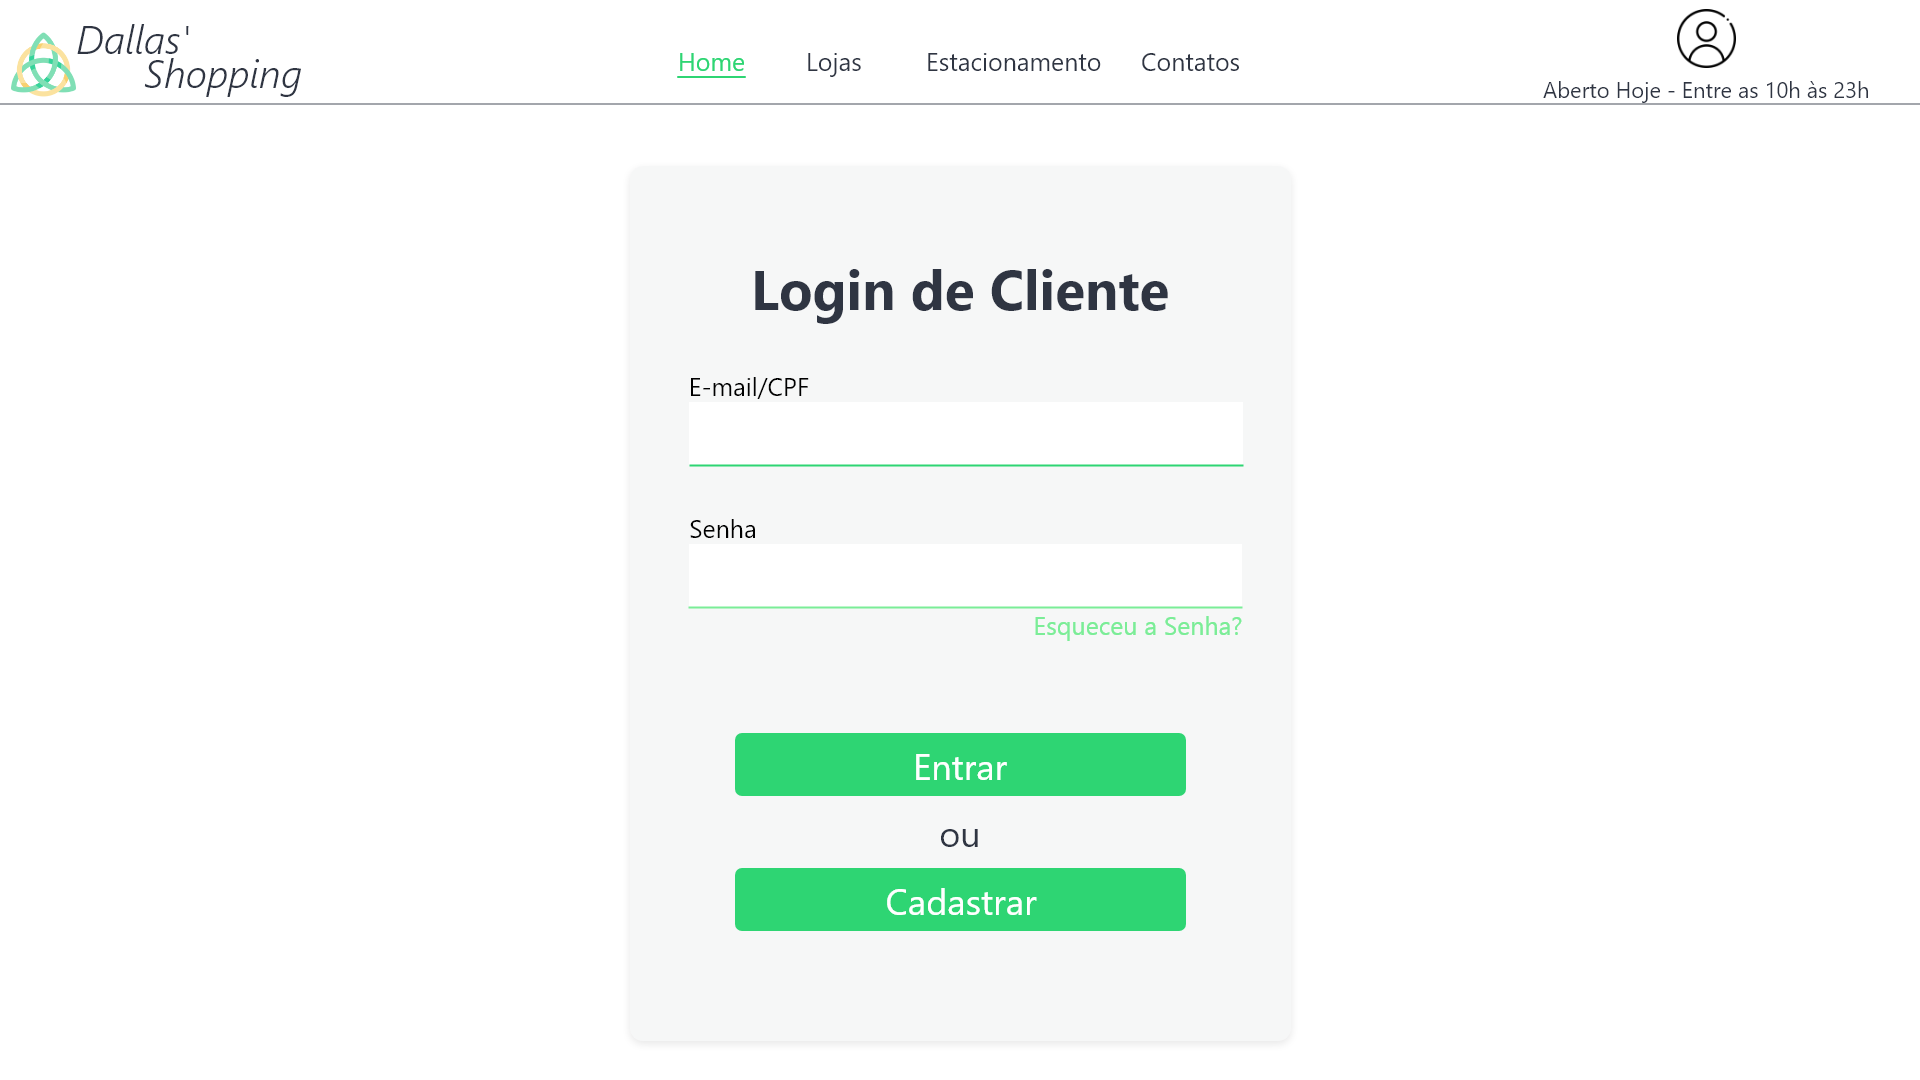 Dallas'
Shopping
Home Lojas Estacionamento Contatos
Aberto Hoje - Entre as 10h às 23h
Login de Cliente
E-mail/CPF
Senha
Esqueceu a Senha?
Entrar
ou
Cadastrar